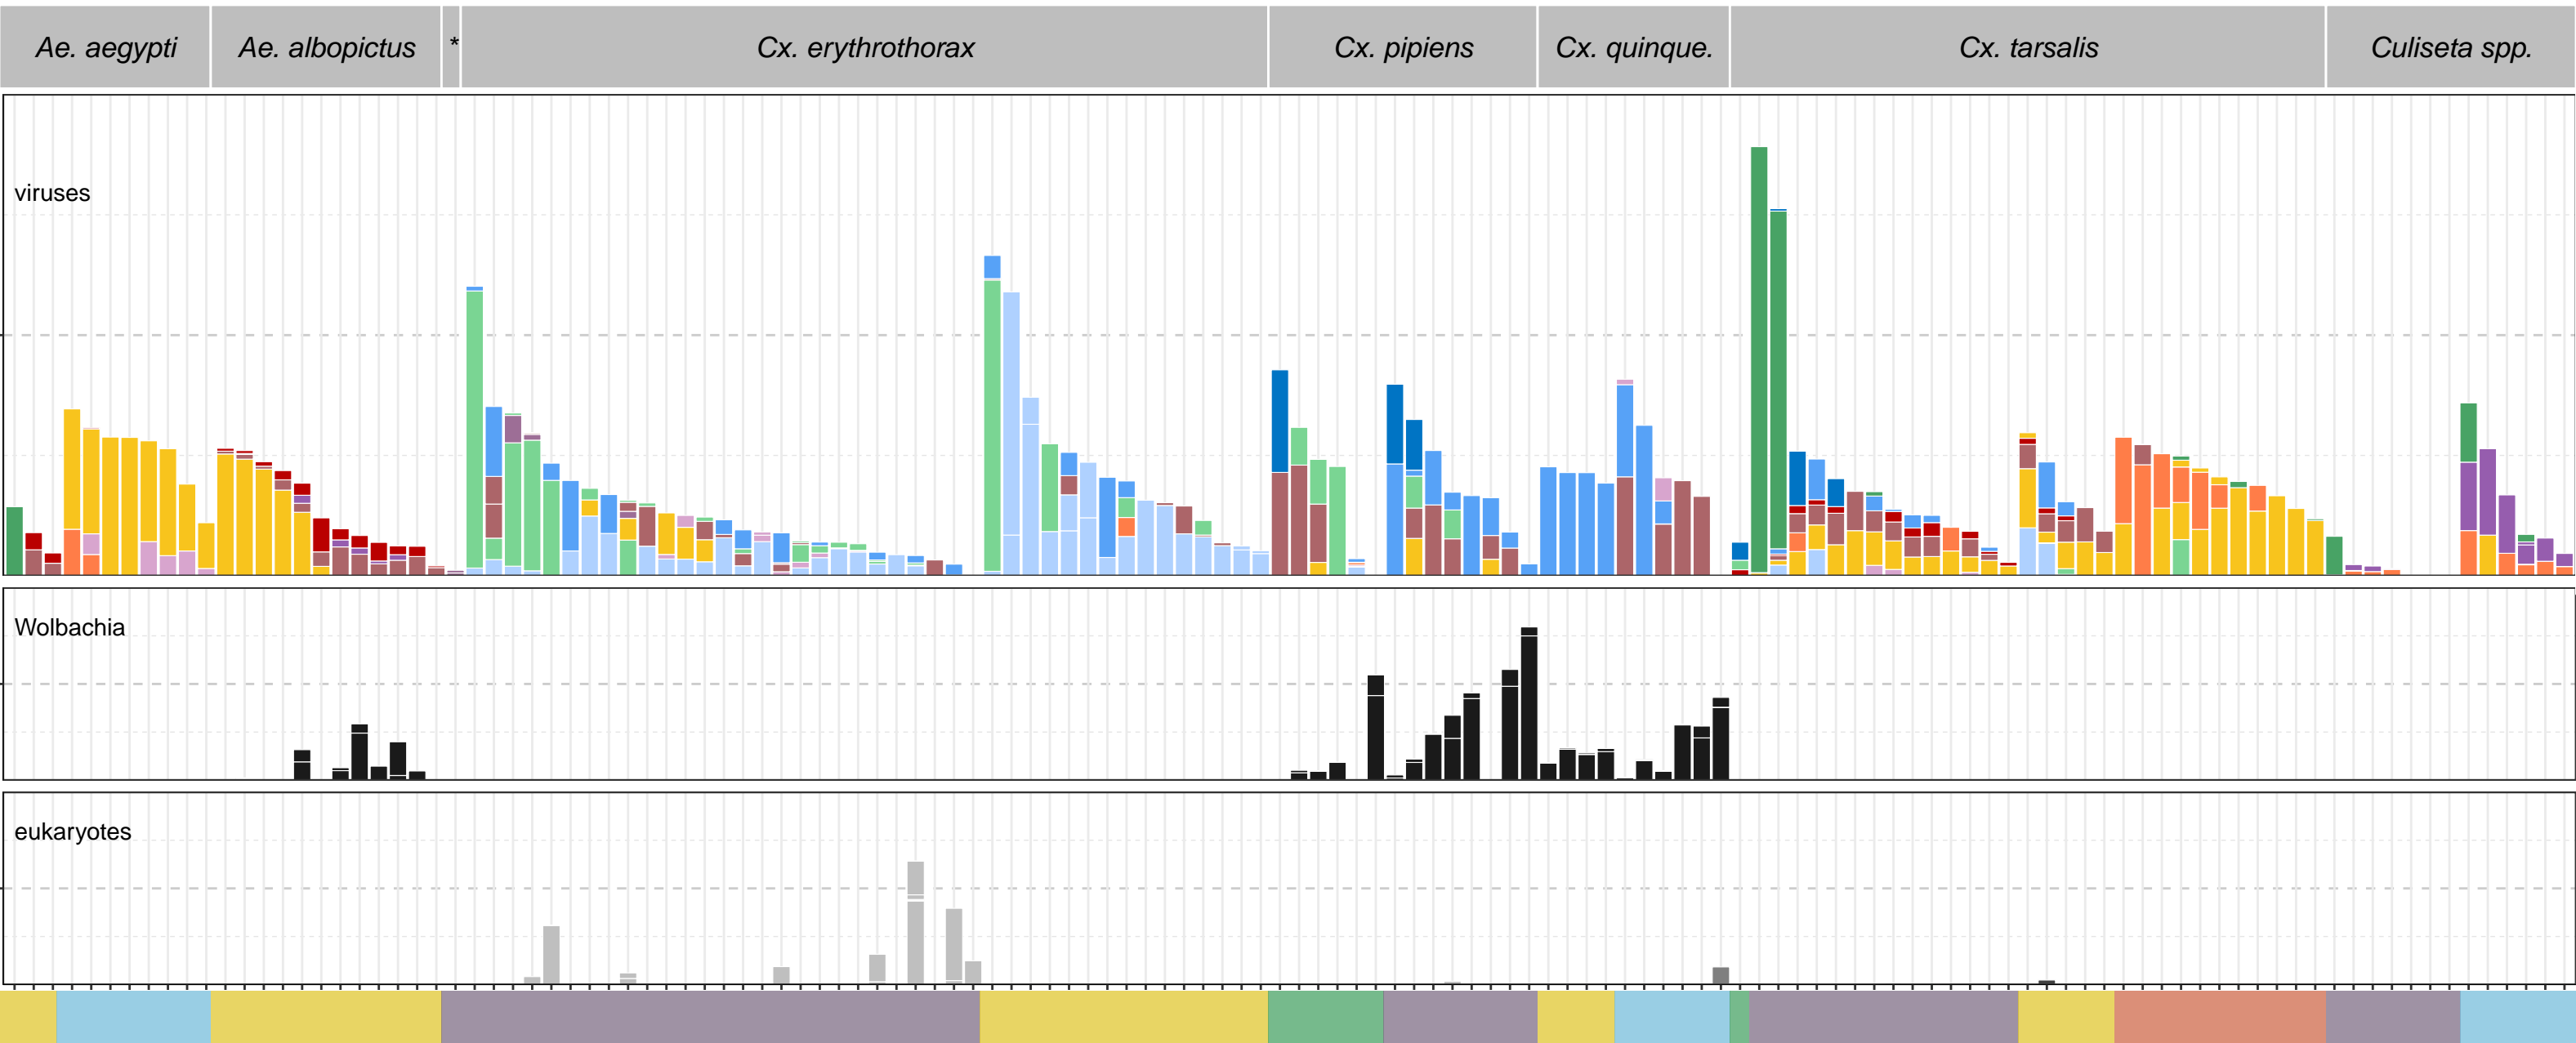 Ae. aegypti Ae. albopictus * Cx. erythrothorax Cx. pipiens Cx. quinque. Cx. tarsalis Culiseta spp.
viruses
Wolbachia
eukaryotes